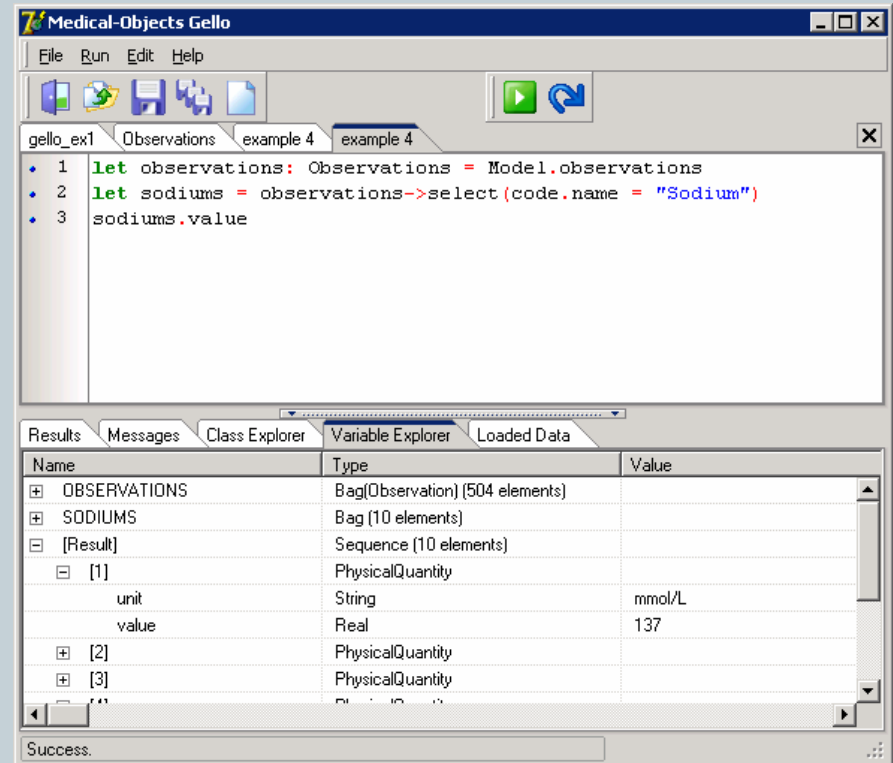 Medical-Objects Gello
File Run Edit Help
gello_ex1 Observations example 4 example 4
1 let observations: Observations = Model.observations
2 let sodiums = observations->select(code.name = "Sodium")
3 sodiums.value
Results Messages Class Explorer Variable Explorer Loaded Data
Name Type Value
OBSERVATIONS Bag(Observation) (504 elements)
SODIUMS Bag (10 elements)
[Result] Sequence (10 elements)
[1] PhysicalQuantity
unit String mmol/L
value Real 137
[2] PhysicalQuantity
[3] PhysicalQuantity
Success.